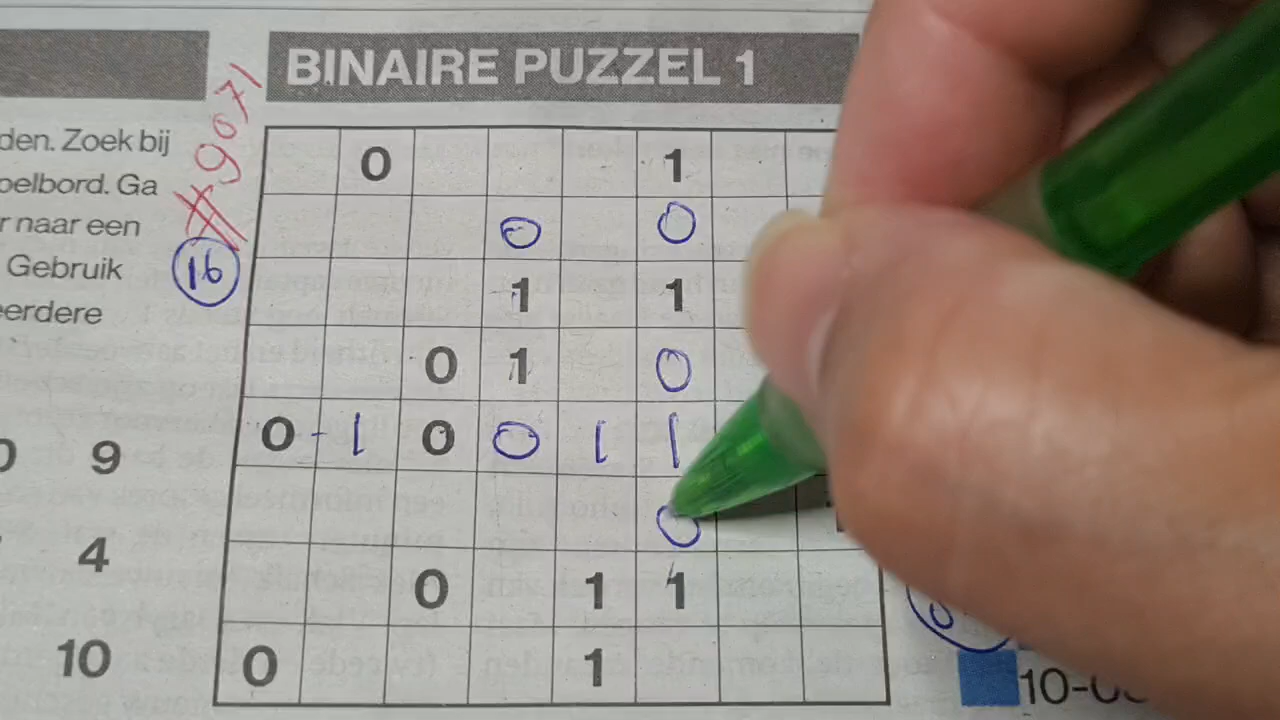 BINAIRE PUZZEL 1
#9071
den. Zoek bij
oelbord. Ga
r naar een
Gebruik
eerdere
16
0 1
0 0
1 1
0 1 0
0 - 1 0 0 1 1
0
0 1 1
0 1
9
4
10